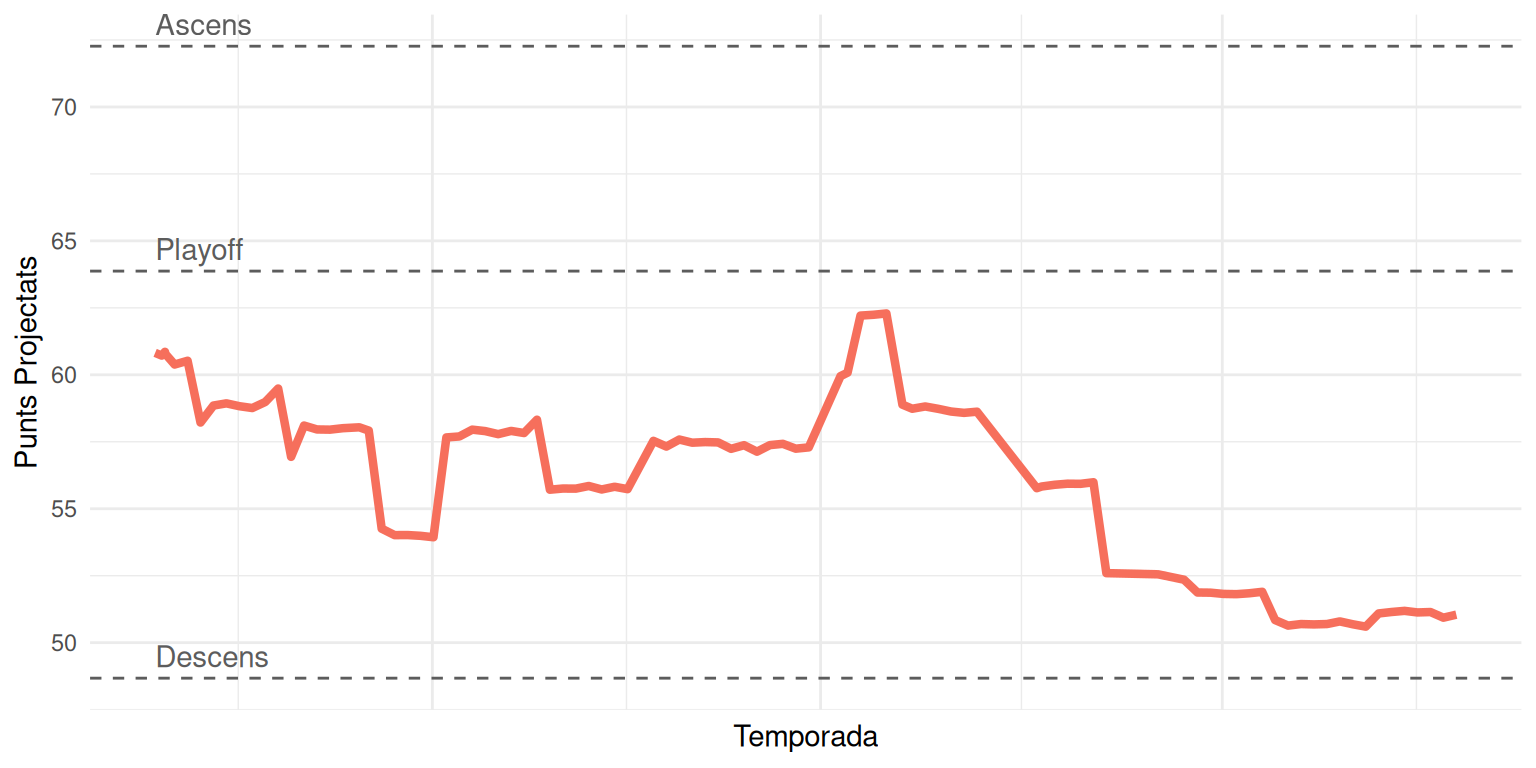 Ascens
70
65
Playoff
60
55
50
Descens
Punts Projectats
Temporada